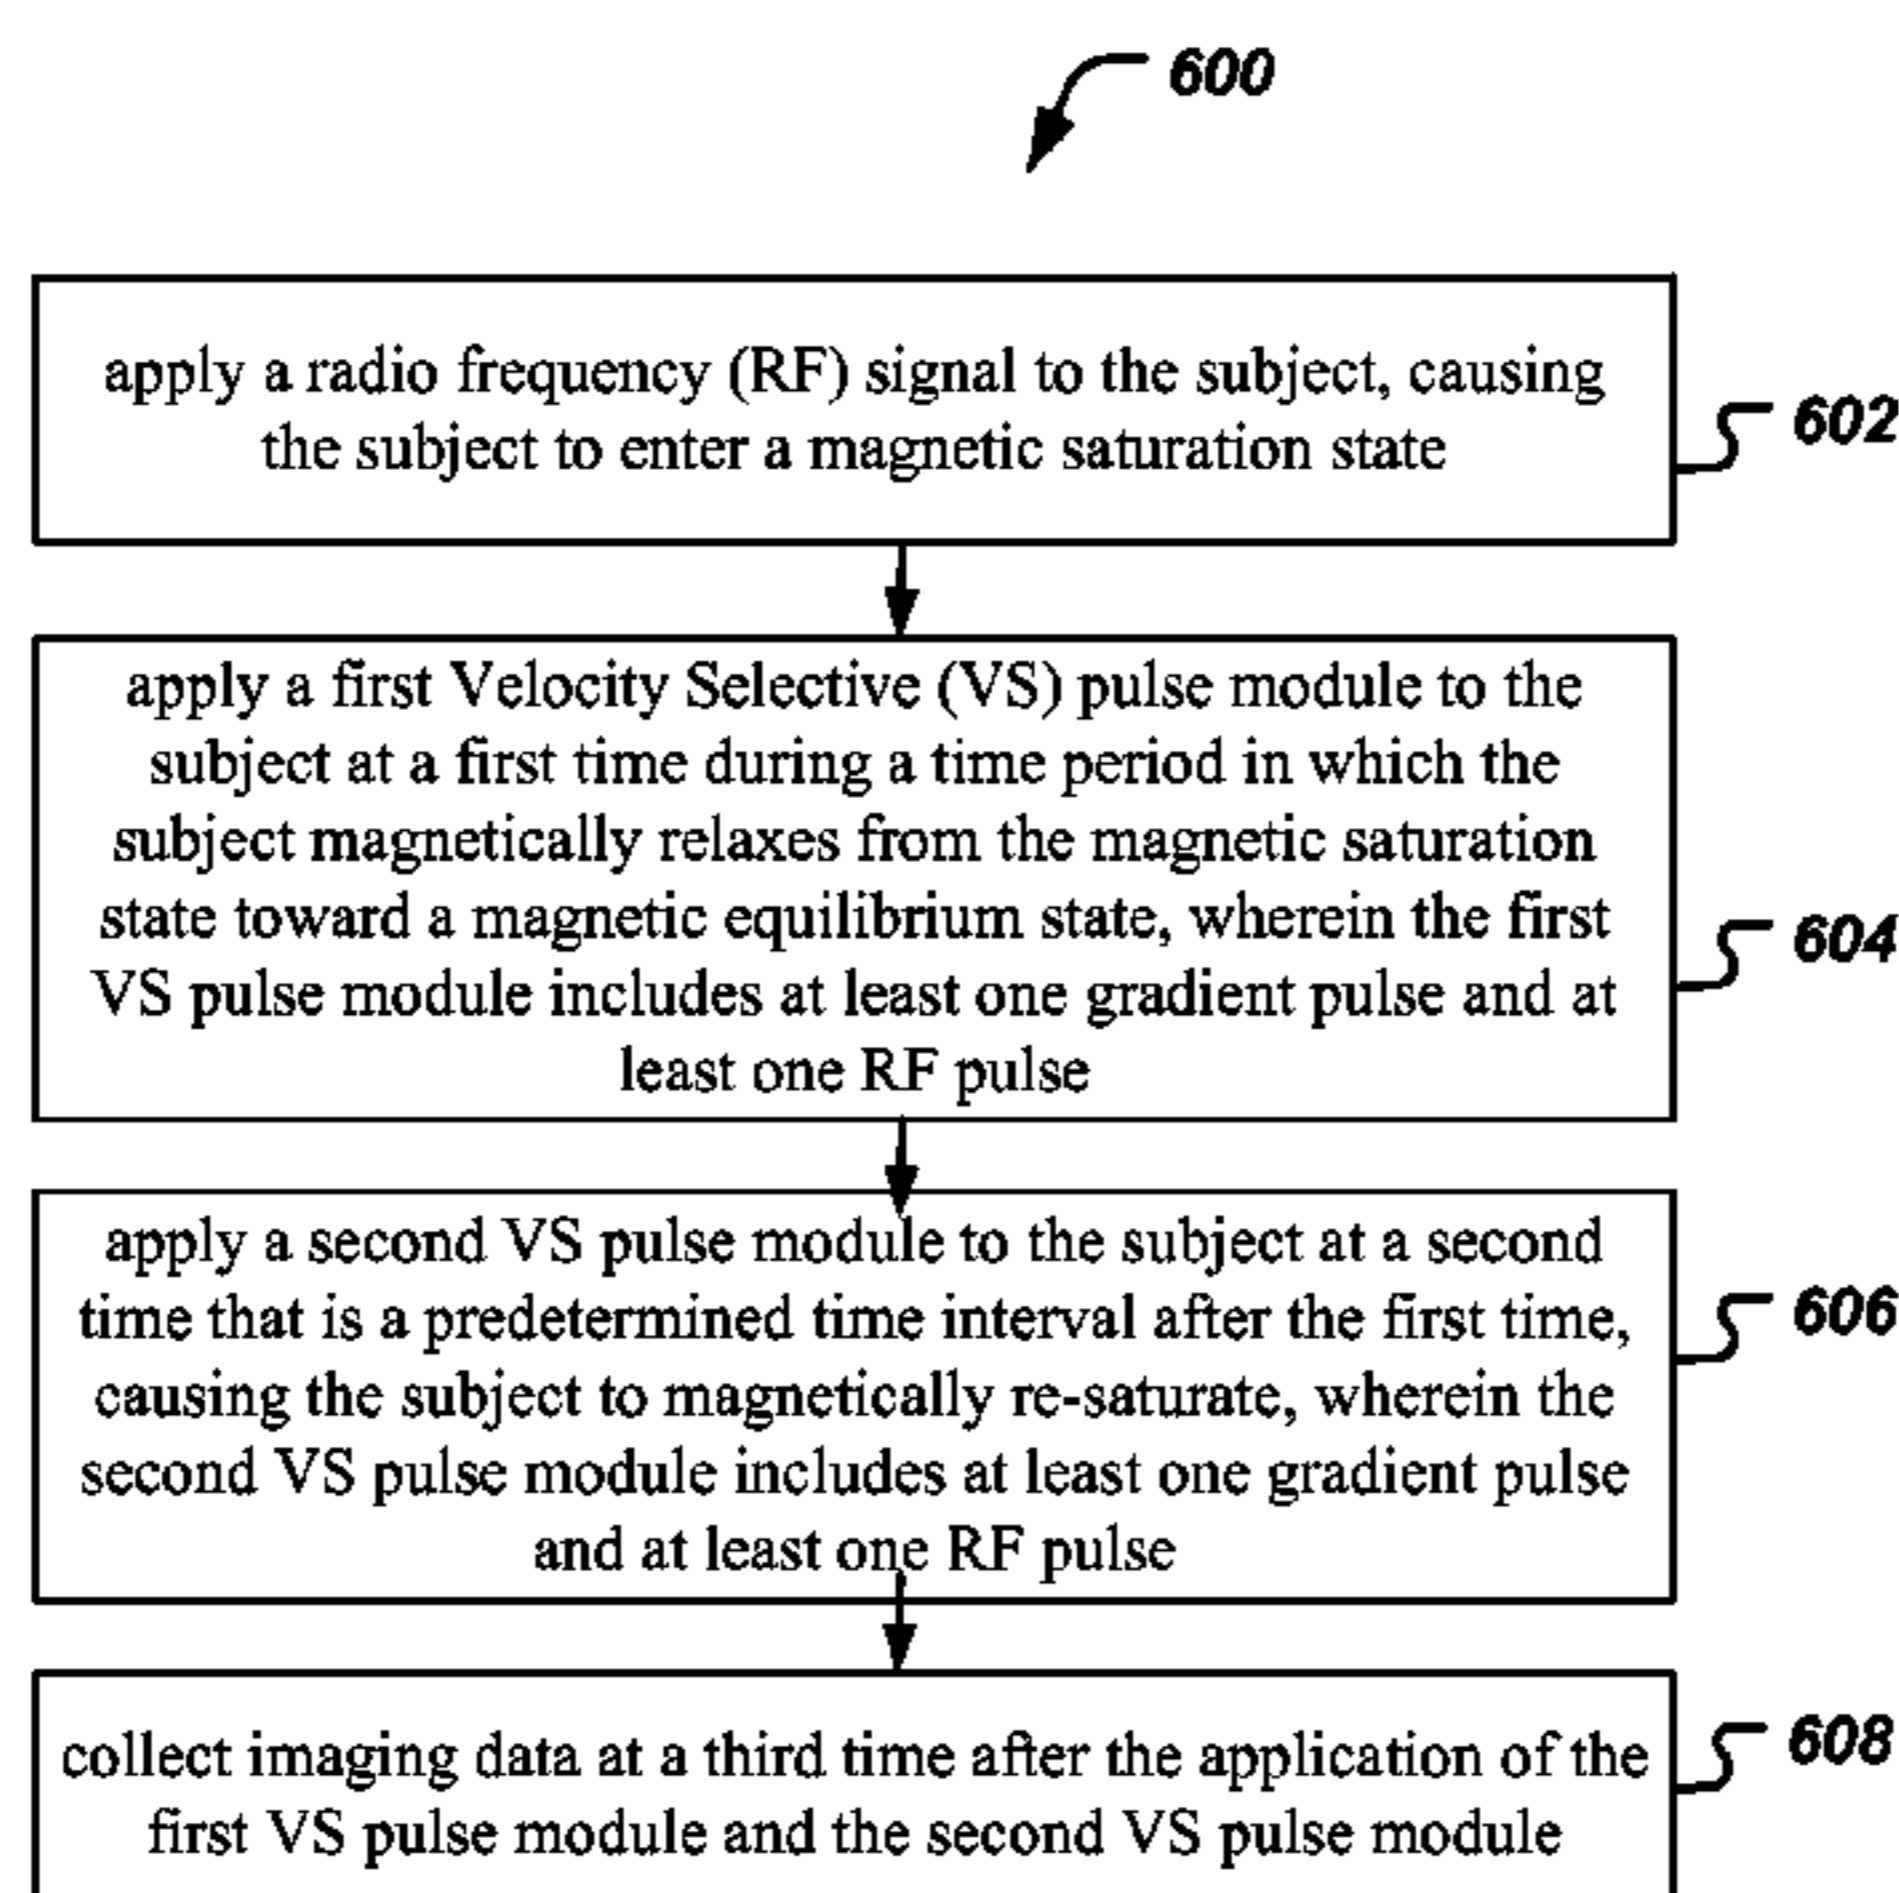 600
apply a radio frequency (RF) signal to the subject, causing
the subject to enter a magnetic saturation state
602
apply a first Velocity Selective (VS) pulse module to the
subject at a first time during a time period in which the
subject magnetically relaxes from the magnetic saturation
state toward a magnetic equilibrium state, wherein the first
VS pulse module includes at least one gradient pulse and at
least one RF pulse
604
apply a second VS pulse module to the subject at a second
time that is a predetermined time interval after the first time,
causing the subject to magnetically re-saturate, wherein the
second VS pulse module includes at least one gradient pulse
and at least one RF pulse
606
collect imaging data at a third time after the application of the
first VS pulse module and the second VS pulse module
608